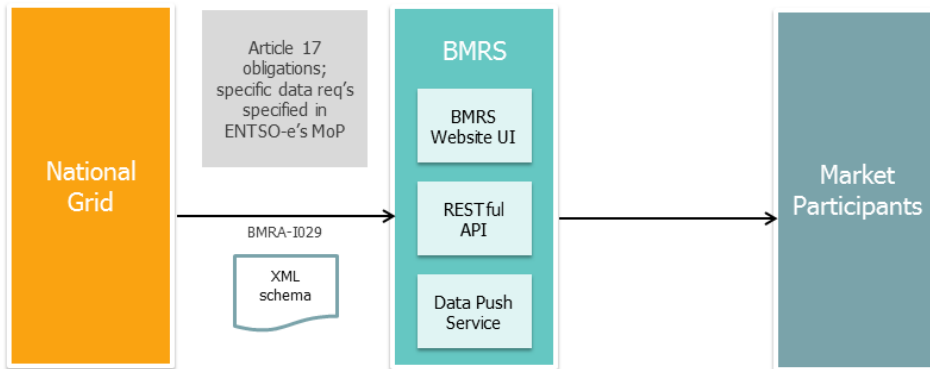 National
Grid
Article 17
obligations;
specific data req's
specified in
ENTSO-e's MoP
BMRA-I029
XML
schema
BMRS
BMRS
Website UI
RESTful
API
Data Push
Service
Market
Participants